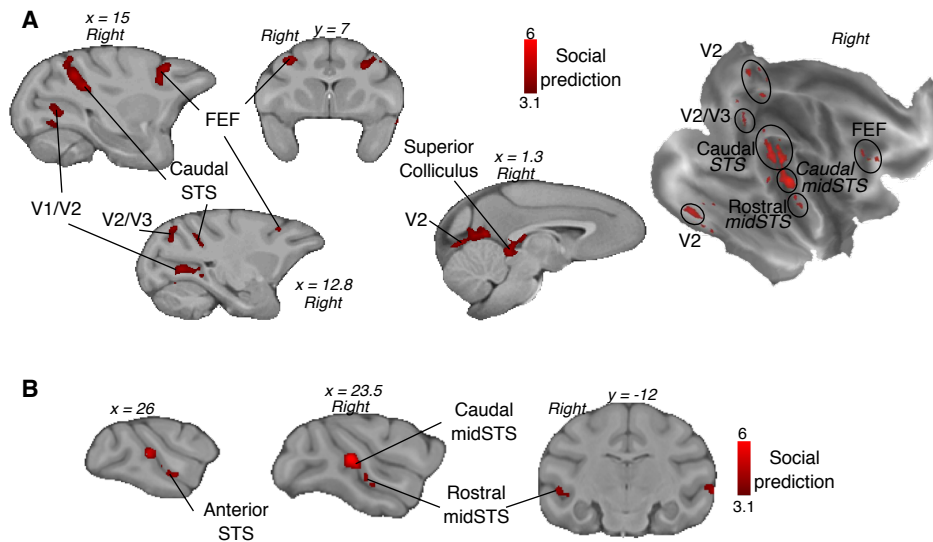 A
x = 15
Right
Right
y = 7
6
3.1
Social
prediction
Right
V2
V2/V3
Caudal
STS
FEF
Caudal
midSTS
Rostral
midSTS
V2
FEF
Caudal
STS
V1/V2
V2/V3
x = 12.8
Right
Superior
Colliculus
x = 1.3
Right
V2
B
x = 26
Anterior
STS
x = 23.5
Right
Caudal
midSTS
Rostral
midSTS
Right
y = -12
6
3.1
Social
prediction